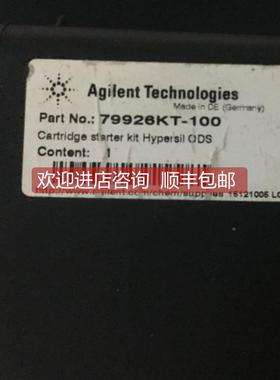 Agilent Technologies
Made in DE (Germany)
Part No.: 79926KT-100
Cartridge starter kit Hypersil ODS
Content: 1
欢迎进店咨询 顺丰包邮